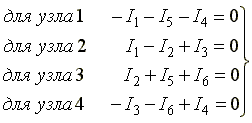 для узла 1 −I₁ − I₅ − I₄ = 0
для узла 2 I₁ − I₂ + I₃ = 0
для узла 3 I₂ + I₅ + I₆ = 0
для узла 4 −I₃ − I₆ + I₄ = 0